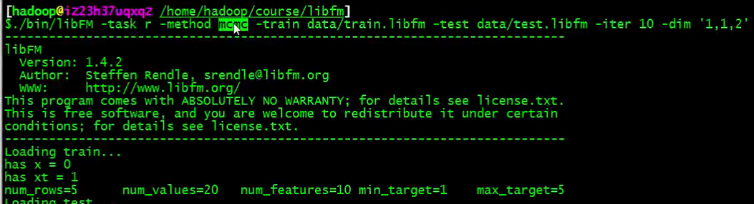 [hadoop@iZ23h37uqxqZ /home/hadoop/course/libfm]
$./bin/libFM -task r -method mcmc -train data/train.libfm -test data/test.libfm -iter 10 -dim '1,1,2'
----------------------------------------------------------------------------
libFM
  Version: 1.4.2
  Author:  Steffen Rendle, srendle@libfm.org
  WWW:     http://www.libfm.org/
This program comes with ABSOLUTELY NO WARRANTY; for details see license.txt.
This is free software, and you are welcome to redistribute it under certain
conditions; for details see license.txt.
----------------------------------------------------------------------------
Loading train...
has x = 0
has xt = 1
num_rows=5      num_values=20   num_features=10 min_target=1    max_target=5
Loading test...